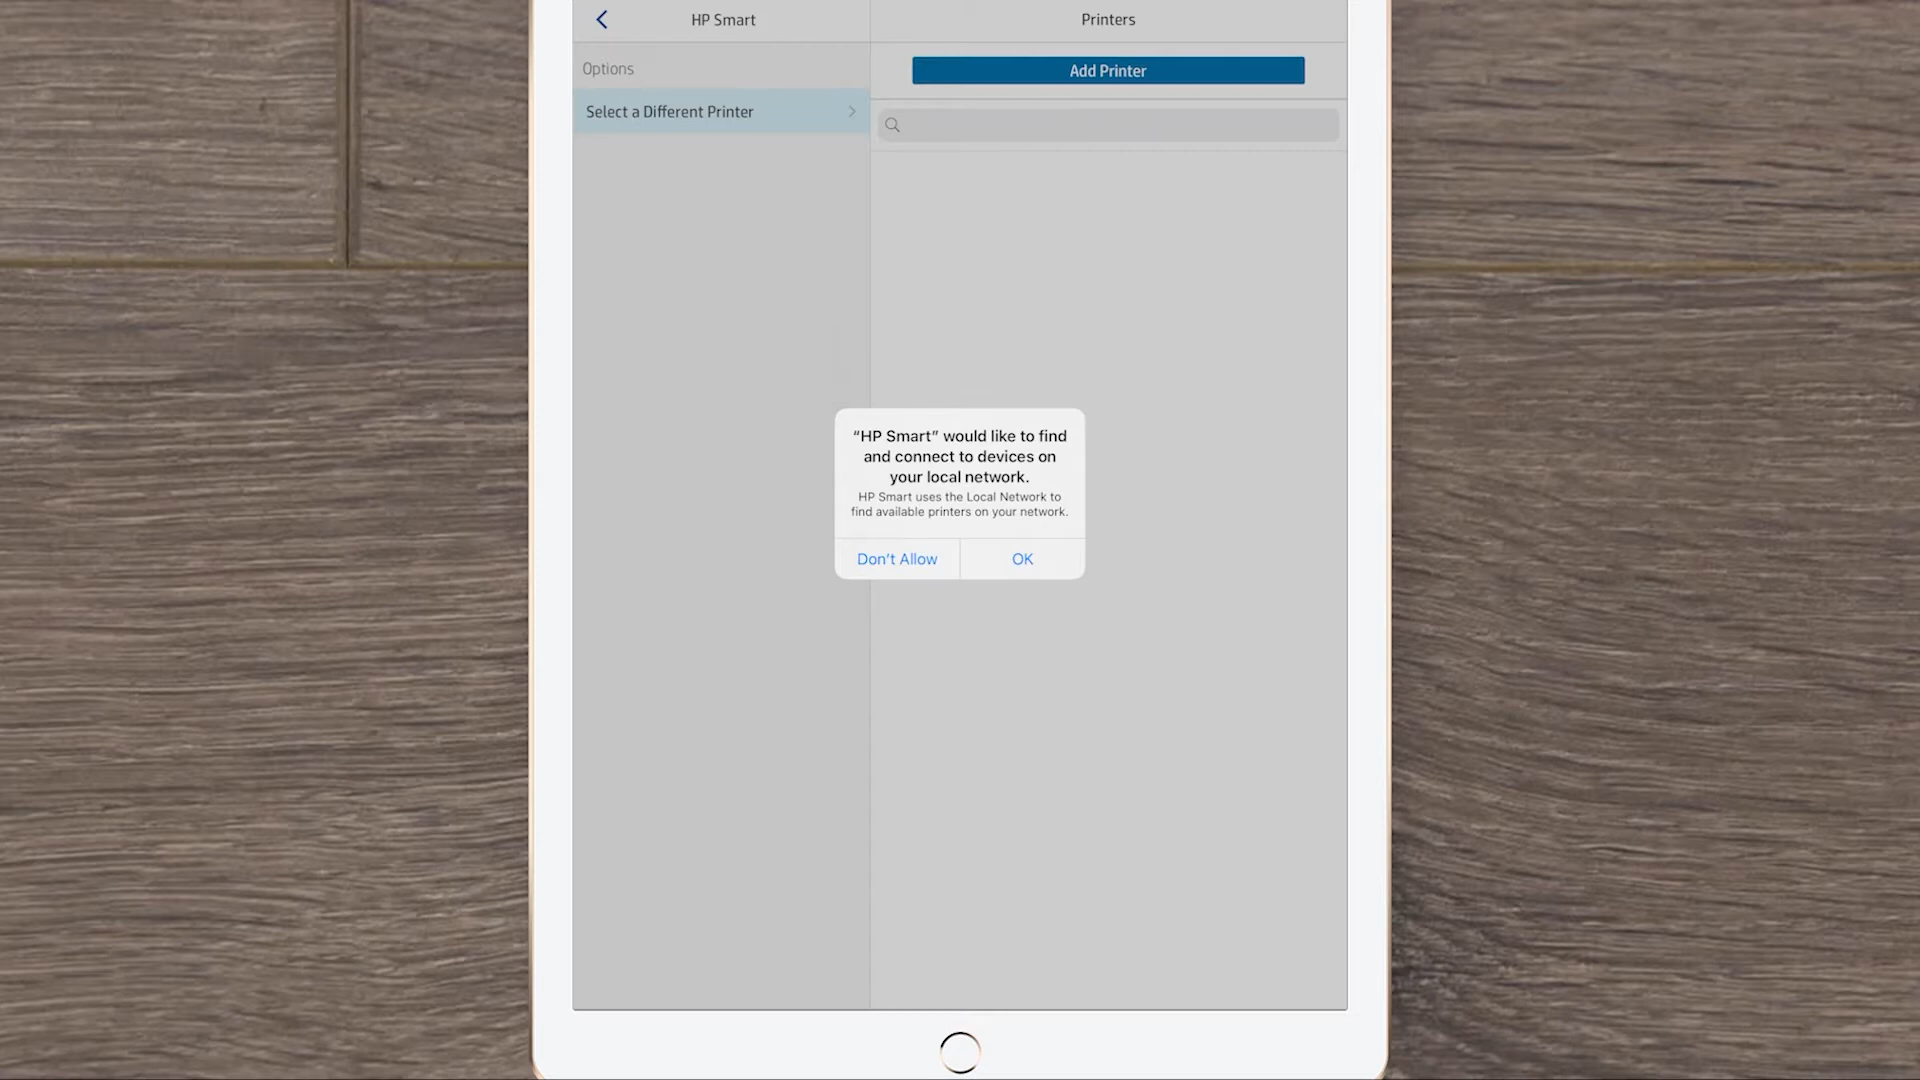 HP Smart
Printers
Options
Add Printer
Select a Different Printer
“HP Smart” would like to find
and connect to devices on
your local network.
HP Smart uses the Local Network to
find available printers on your network.
Don’t Allow
OK